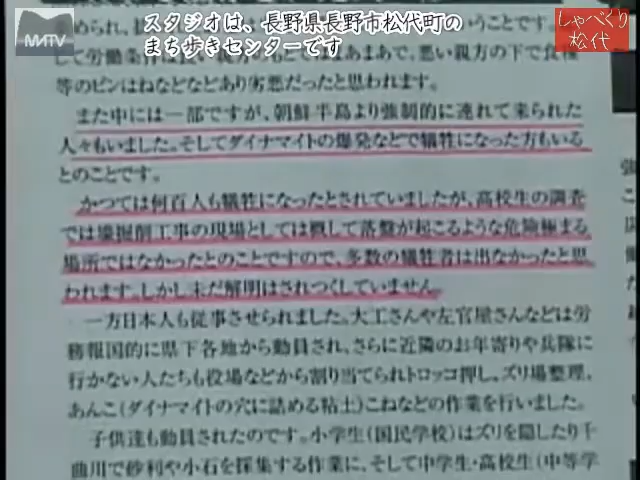 MATV
スタジオは、長野県長野市松代町の
まち歩きセンターです
しゃべくり
松代
等のピンはねなどなどあり劣悪だったと思われます。
また中には一部ですが、朝鮮半島より強制的に連れて来られた
人々もいました。そしてダイナマイトの爆発などで犠牲になった方もいる
とのことです。
かつては何百人も犠牲になったとされていましたが、高校生の調査
では壕掘削工事の現場としては概して落盤が起こるような危険極まる
場所ではなかったとのことですので、多数の犠牲者は出なかったと思
われます。しかし未だ解明はされつくしていません。
一方日本人も従事させられました。大工さんや左官屋さんなどは労
務報国的に県下各地から動員され、さらに近隣のお年寄りや兵隊に
行かない人たちも役場などから割り当てられトロッコ押し、ズリ場整理、
あんこ(ダイナマイトの穴に詰める粘土)こねなどの作業を行いました。
子供達も動員されたのです。小学生(国民学校)はズリを隠したり千
曲川で砂利や小石を採集する作業に、そして中学生・高校生(中等学